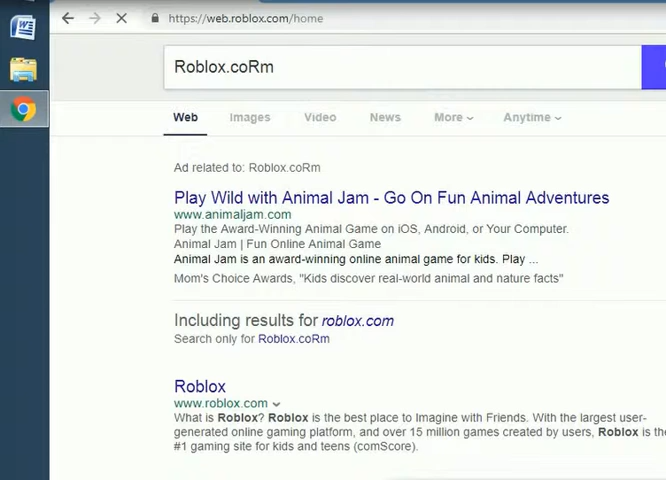 https://web.roblox.com/home
Roblox.coRm
Web Images Video News More Anytime
Ad related to: Roblox.coRm
Play Wild with Animal Jam - Go On Fun Animal Adventures
www.animaljam.com
Play the Award-Winning Animal Game on iOS, Android, or Your Computer.
Animal Jam | Fun Online Animal Game
Animal Jam is an award-winning online animal game for kids. Play ...
Mom's Choice Awards, "Kids discover real-world animal and nature facts"
Including results for roblox.com
Search only for Roblox.coRm
Roblox
www.roblox.com
What is Roblox? Roblox is the best place to Imagine with Friends. With the largest user-
generated online gaming platform, and over 15 million games created by users, Roblox is
#1 gaming site for kids and teens (comScore).